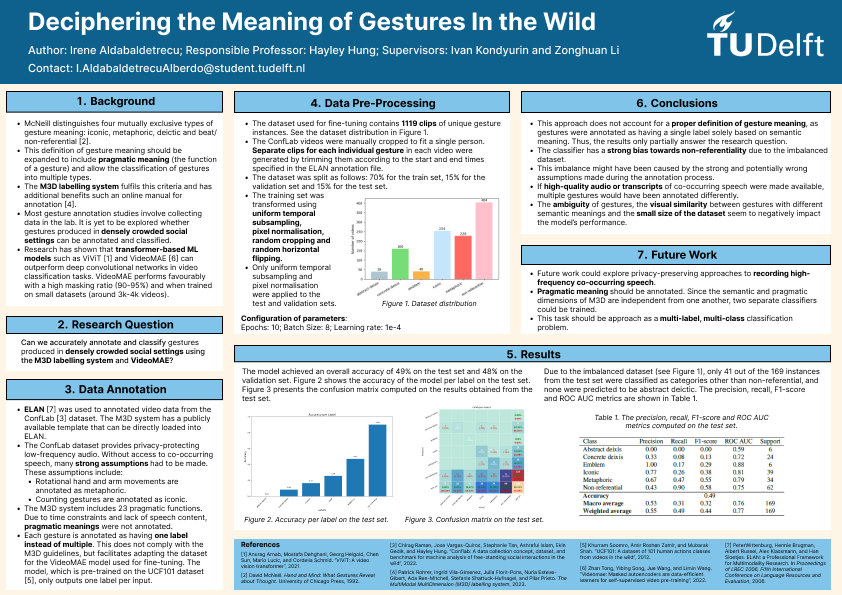 Deciphering the Meaning of Gestures In the Wild
Author: Irene Aldabaldetrecu; Responsible Professor: Hayley Hung; Supervisors: Ivan Kondyurin and Zonghuan Li
Contact: I.AldabaldetrecuAlberdo@student.tudelft.nl
TUDelft
1. Background
• McNeill distinguishes four mutually exclusive types of
gesture meaning: iconic, metaphoric, deictic and beat/
non-referential [2].
• This definition of gesture meaning should be
expanded to include pragmatic meaning (the function
of a gesture) and allow the classification of gestures
into multiple types.
• The M3D labelling system fulfils this criteria and has
additional benefits such an online manual for
annotation [4].
• Most gesture annotation studies involve collecting
data in the lab. It is yet to be explored whether
gestures produced in densely crowded social
settings can be annotated and classified.
• Research has shown that transformer-based ML
models such as ViViT [1] and VideoMAE [6] can
outperform deep convolutional networks in video
classification tasks. VideoMAE performs favourably
with a high masking ratio (90-95%) and when trained
on small datasets (around 3k-4k videos).
2. Research Question
Can we accurately annotate and classify gestures
produced in densely crowded social settings using
the M3D labelling system and VideoMAE?
3. Data Annotation
• ELAN [7] was used to annotated video data from the
ConfLab [3] dataset. The M3D system has a publicly
available template that can be directly loaded into
ELAN.
• The ConfLab dataset provides privacy-protecting
low-frequency audio. Without access to co-occurring
speech, many strong assumptions had to be made.
These assumptions include:
• Rotational hand and arm movements are
annotated as metaphoric.
• Counting gestures are annotated as iconic.
• The M3D system includes 23 pragmatic functions.
Due to time constraints and lack of speech content,
pragmatic meanings were not annotated.
• Each gesture is annotated as having one label
instead of multiple. This does not comply with the
M3D guidelines, but facilitates adapting the dataset
for the VideoMAE model used for fine-tuning. The
model, which is pre-trained on the UCF101 dataset
[5], only outputs one label per input.
4. Data Pre-Processing
• The dataset used for fine-tuning contains 1119 clips of unique gesture
instances. See the dataset distribution in Figure 1.
• The ConfLab videos were manually cropped to fit a single person.
Separate clips for each individual gesture in each video were
generated by trimming them according to the start and end times
specified in the ELAN annotation file.
• The dataset was split as follows: 70% for the train set, 15% for the
validation set and 15% for the test set.
• The training set was
transformed using
uniform temporal
subsampling,
pixel normalisation,
random cropping and
random horizontal
flipping.
• Only uniform temporal
subsampling and
pixel normalisation
were applied to the
test and validation sets.
Figure 1. Dataset distribution
Configuration of parameters:
Epochs: 10; Batch Size: 8; Learning rate: 1e-4
5. Results
The model achieved an overall accuracy of 49% on the test set and 48% on the
validation set. Figure 2 shows the accuracy of the model per label on the test set.
Figure 3 presents the confusion matrix computed on the results obtained from the
test set.
Figure 2. Accuracy per label on the test set.
Figure 3. Confusion matrix on the test set.
Due to the imbalanced dataset (see Figure 1), only 41 out of the 169 instances
from the test set were classified as categories other than non-referential, and
none were predicted to be abstract deictic. The precision, recall, F1-score
and ROC AUC metrics are shown in Table 1.
Table 1. The precision, recall, F1-score and ROC AUC
metrics computed on the test set.
Class Precision Recall F1-score ROC AUC Support
Abstract deixis 0.00 0.00 0.00 0.59 6
Concrete deixis 0.33 0.08 0.13 0.72 24
Emblem 1.00 0.17 0.29 0.88 6
Iconic 0.77 0.26 0.38 0.81 39
Metaphoric 0.67 0.47 0.55 0.79 34
Non-referential 0.43 0.90 0.58 0.75 62
Accuracy 0.49
Macro average 0.53 0.31 0.32 0.76 169
Weighted average 0.55 0.49 0.44 0.77 169
6. Conclusions
• This approach does not account for a proper definition of gesture meaning, as
gestures were annotated as having a single label solely based on semantic
meaning. Thus, the results only partially answer the research question.
• The classifier has a strong bias towards non-referentiality due to the imbalanced
dataset.
• This imbalance might have been caused by the strong and potentially wrong
assumptions made during the annotation process.
• If high-quality audio or transcripts of co-occurring speech were made available,
multiple gestures would have been annotated differently.
• The ambiguity of gestures, the visual similarity between gestures with different
semantic meanings and the small size of the dataset seem to negatively impact
the model's performance.
7. Future Work
• Future work could explore privacy-preserving approaches to recording high-
frequency co-occurring speech.
• Pragmatic meaning should be annotated. Since the semantic and pragmatic
dimensions of M3D are independent from one another, two separate classifiers
could be trained.
• This task should be approach as a multi-label, multi-class classification
problem.
References
[1] Anurag Arnab, Mostafa Dehghani, Georg Heigold, Chen
Sun, Mario Lucic, and Cordelia Schmid. "ViViT: A video
vision transformer", 2021.
[2] David McNeill. Hand and Mind: What Gestures Reveal
about Thought. University of Chicago Press, 1992.
[3] Chirag Raman, Jose Vargas-Quiros, Stephanie Tan, Ashraful Islam, Ekin
Gedik, and Hayley Hung. "Conflab: A data collection concept, dataset, and
benchmark for machine analysis of free-standing social interactions in the
wild", 2022.
[4] Patrick Rohrer, Ingrid Vila-Gimenez, Julia Florit-Pons, Nuria Esteve-
Gibert, Ada Ren-Mitchell, Stefanie Shattuck-Hufnagel, and Pilar Prieto. The
MultiModal MultiDimension (M3D) labelling system, 2023.
[5] Khurram Soomro, Amir Roshan Zamir, and Mubarak
Shah. "UCF101: A dataset of 101 human actions classes
from videos in the wild", 2012.
[6] Zhan Tong, Yibing Song, Jue Wang, and Limin Wang.
"Videomae: Masked autoencoders are data-efficient
learners for self-supervised video pre-training", 2022.
[7] Peter Wittenburg, Hennie Brugman,
Albert Russel, Alex Klassmann, and Han
Sloetjes. ELAN: a Professional Framework
for Multimodality Research. In Proceedings
of LREC 2006, Fifth International
Conference on Language Resources and
Evaluation, 2006.